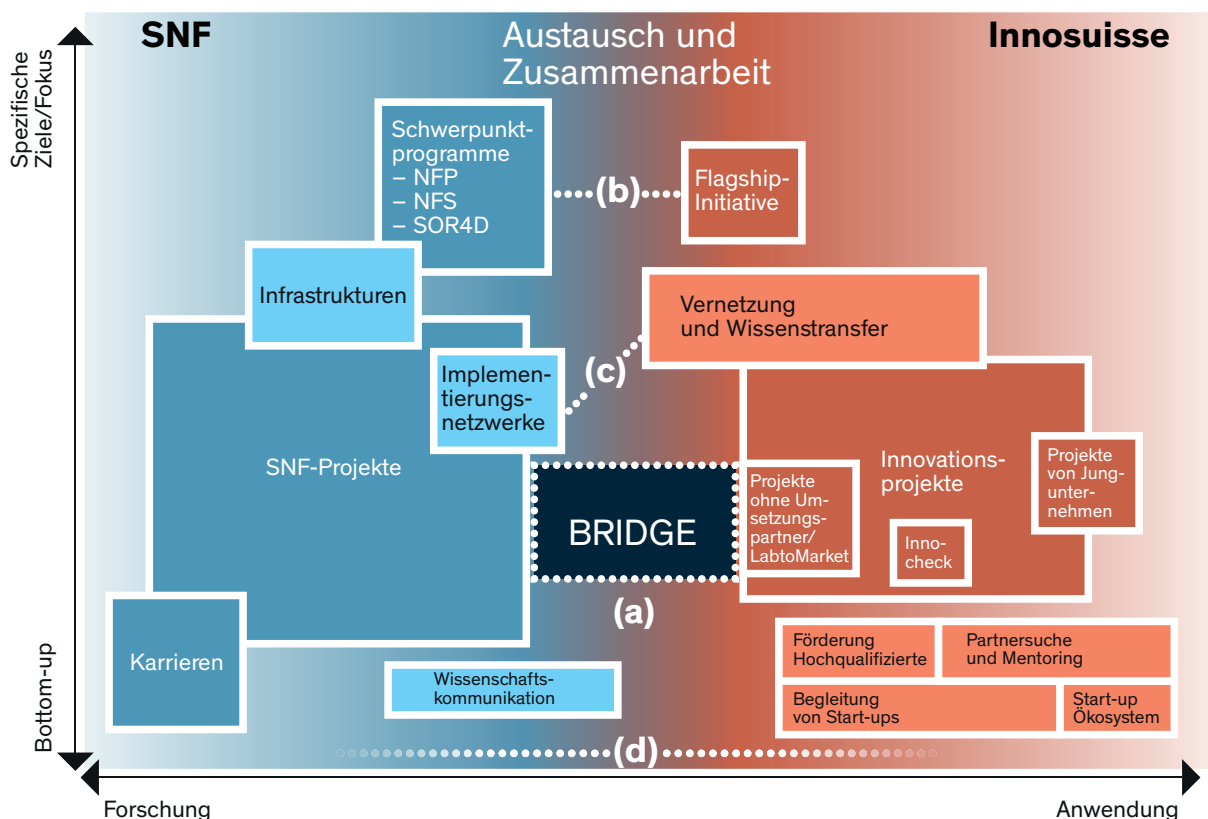 SNF
Austausch und
Zusammenarbeit
Innosuisse
Spezifische
Ziele/Fokus
Schwerpunkt-
programme
– NFP
– NFS
– SOR4D
(b)
Flagship-
Initiative
Infrastrukturen
Vernetzung
und Wissenstransfer
(c)
Implemen-
tierungs-
netzwerke
SNF-Projekte
BRIDGE
(a)
Projekte
ohne Um-
setzungs-
partner/
LabtoMarket
Innovations-
projekte
Inno-
check
Projekte
von Jung-
unter-
nehmen
Karrieren
Wissenschafts-
kommunikation
Förderung
Hochqualifizierte
Partnersuche
und Mentoring
Begleitung
von Start-ups
Start-up
Ökosystem
(d)
Bottom-up
Forschung
Anwendung